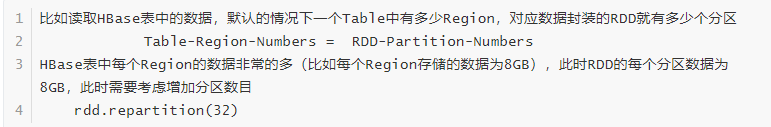 1 比如读取HBase表中的数据，默认的情况下一个Table中有多少Region，对应数据封装的RDD就有多少个分区
2 Table-Region-Numbers = RDD-Partition-Numbers
3 HBase表中每个Region的数据非常的多（比如每个Region存储的数据为8GB），此时RDD的每个分区数据为
8GB，此时需要考虑增加分区数目
4 rdd.repartition(32)